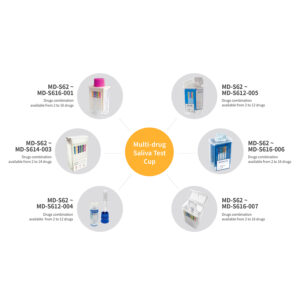 MD-S62 ~
MD-S616-001
Drugs combination
available from 2 to 16 drugs
MD-S62 ~
MD-S612-005
Drugs combination
available from 2 to 12 drugs
MD-S62 ~
MD-S614-003
Drugs combination
available from 2 to 14 drugs
Multi-drug
Saliva Test
Cup
MD-S62 ~
MD-S616-006
Drugs combination
available from 2 to 16 drugs
MD-S62 ~
MD-S612-004
Drugs combination
available from 2 to 12 drugs
MD-S62 ~
MD-S616-007
Drugs combination
available from 2 to 16 drugs